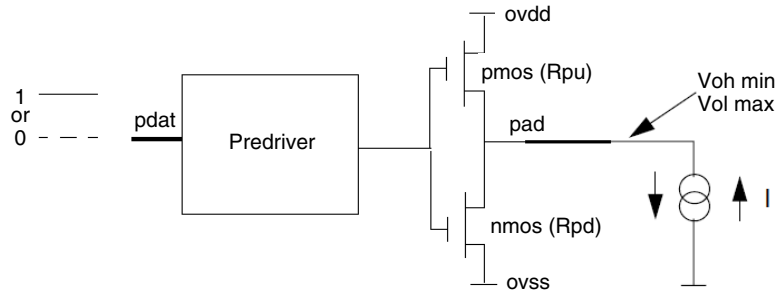 ovdd
pmos (Rpu)
1
or
0
pdat
Predriver
pad
Voh min
Vol max
nmos (Rpd)
I
ovss